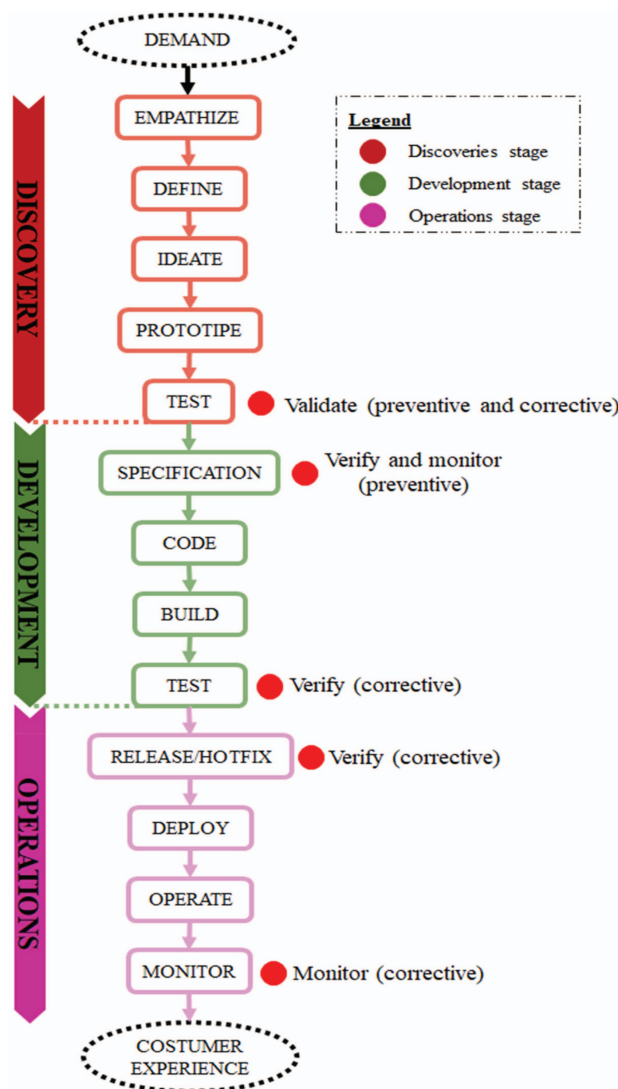 DEMAND
EMPATHIZE
Legend
Discoveries stage
Development stage
Operations stage
DISCOVERY
DEFINE
IDEATE
PROTOTIPE
TEST
Validate (preventive and corrective)
DEVELOPMENT
SPECIFICATION
Verify and monitor
(preventive)
CODE
BUILD
TEST
Verify (corrective)
OPERATIONS
RELEASE/HOTFIX
Verify (corrective)
DEPLOY
OPERATE
MONITOR
Monitor (corrective)
COSTUMER
EXPERIENCE